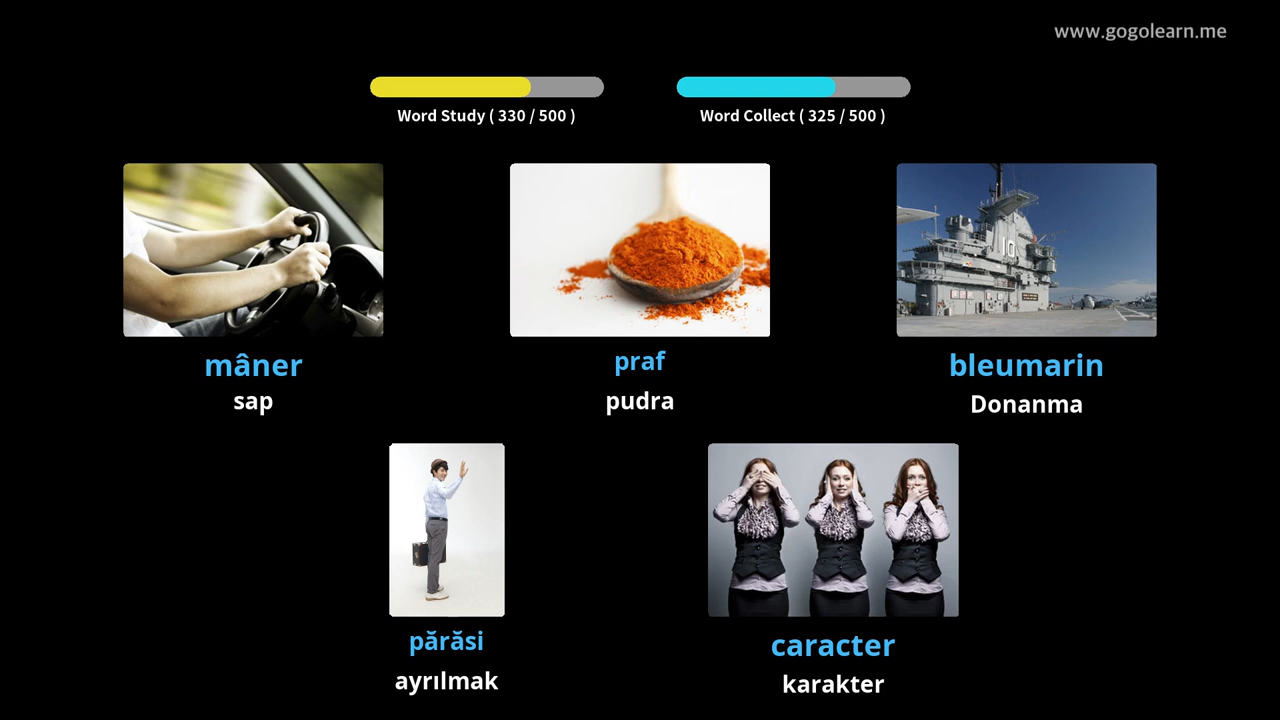 www.gogolearn.me
Word Study ( 330 / 500 )
Word Collect ( 325 / 500 )
16
mâner
sap
praf
pudra
bleumarin
Donanma
părăsi
ayrılmak
caracter
karakter